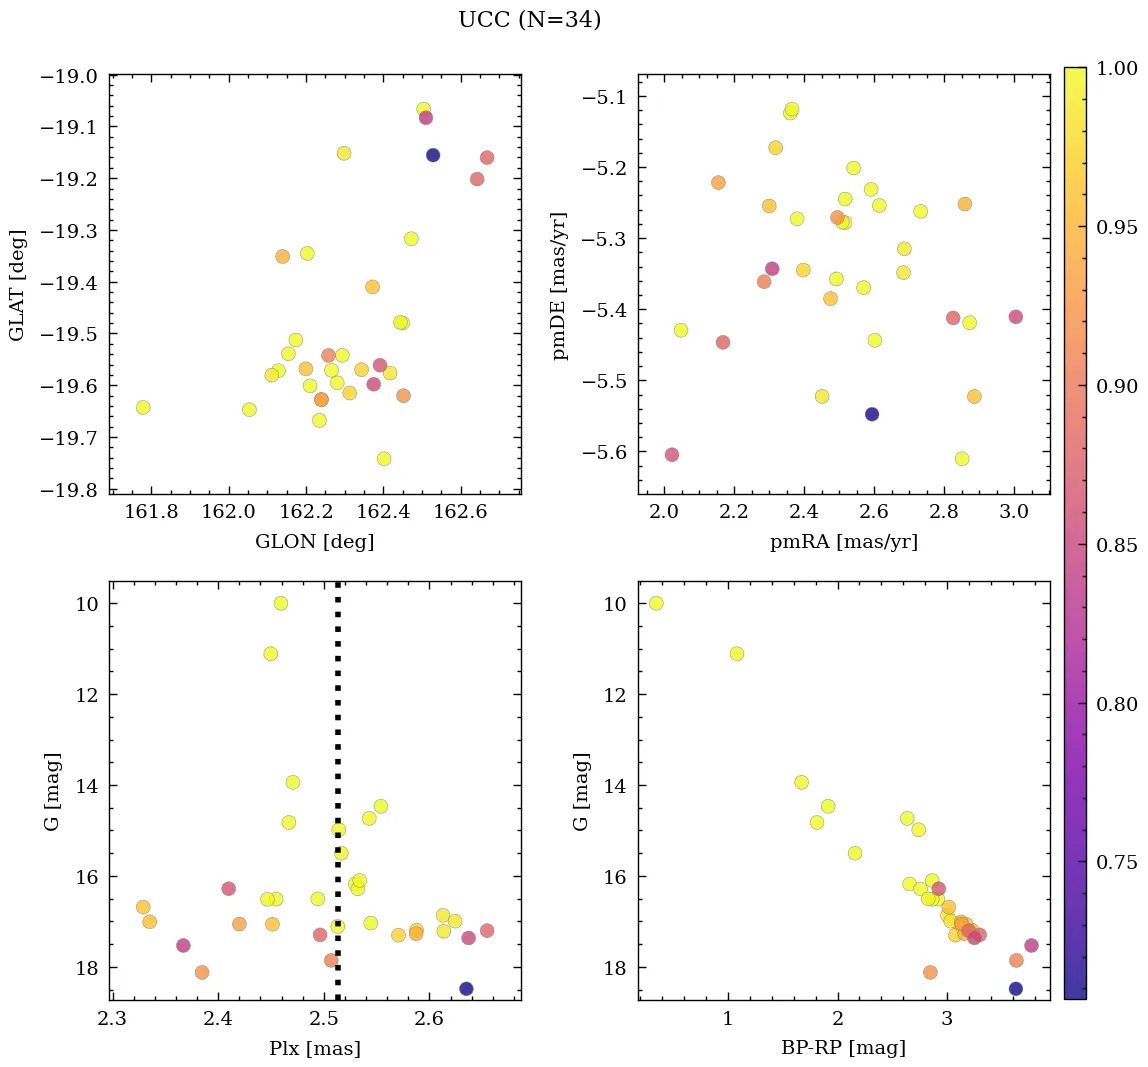 UCC (N=34)
−19.0
−19.1
−19.2
−19.3
−19.4
−19.5
−19.6
−19.7
−19.8
GLAT [deg]
161.8 162.0 162.2 162.4 162.6
GLON [deg]
−5.1
−5.2
−5.3
−5.4
−5.5
−5.6
pmDE [mas/yr]
2.0 2.2 2.4 2.6 2.8 3.0
pmRA [mas/yr]
10
12
14
16
18
G [mag]
2.3 2.4 2.5 2.6
Plx [mas]
10
12
14
16
18
G [mag]
1 2 3
BP-RP [mag]
1.00
0.95
0.90
0.85
0.80
0.75